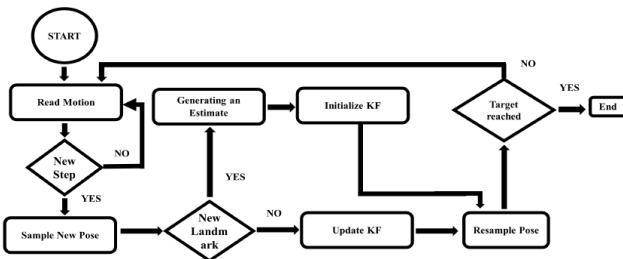 START
NO
YES
Read Motion
Generating an
Estimate
Initialize KF
Target
reached
End
New
Step
NO
YES
YES
Sample New Pose
New
Landm
ark
NO
Update KF
Resample Pose